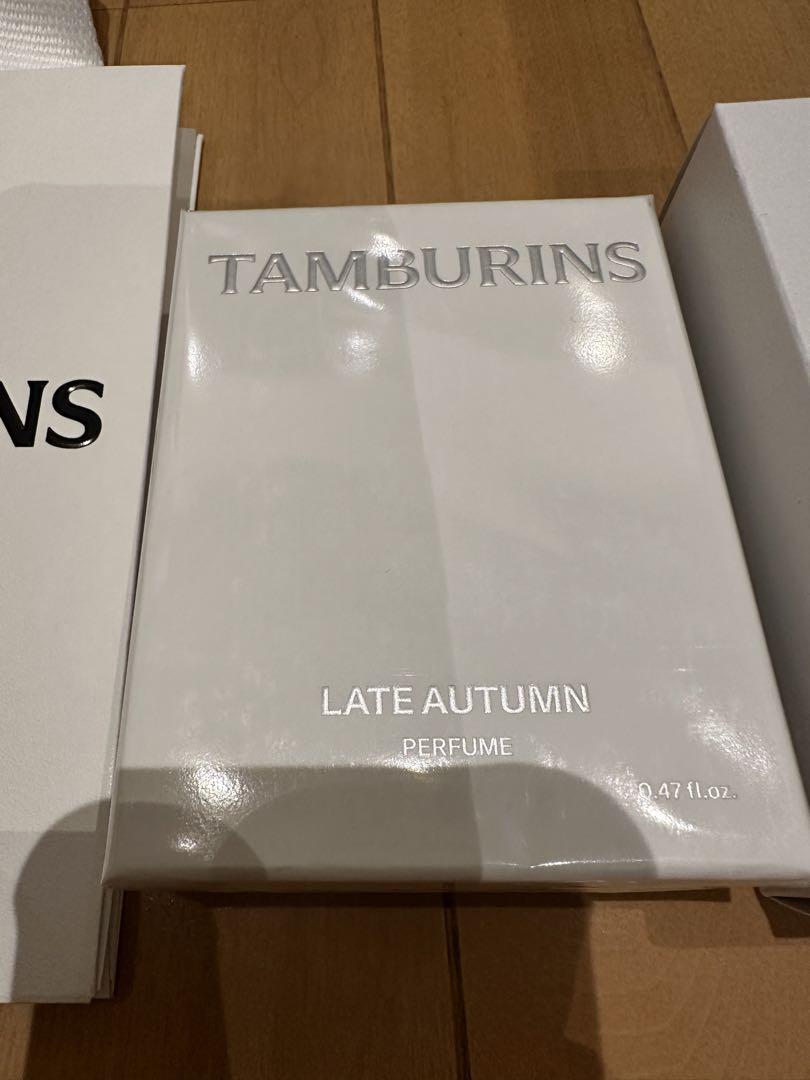 TAMBURINS
NS
LATE AUTUMN
PERFUME
0.47 fl.oz.